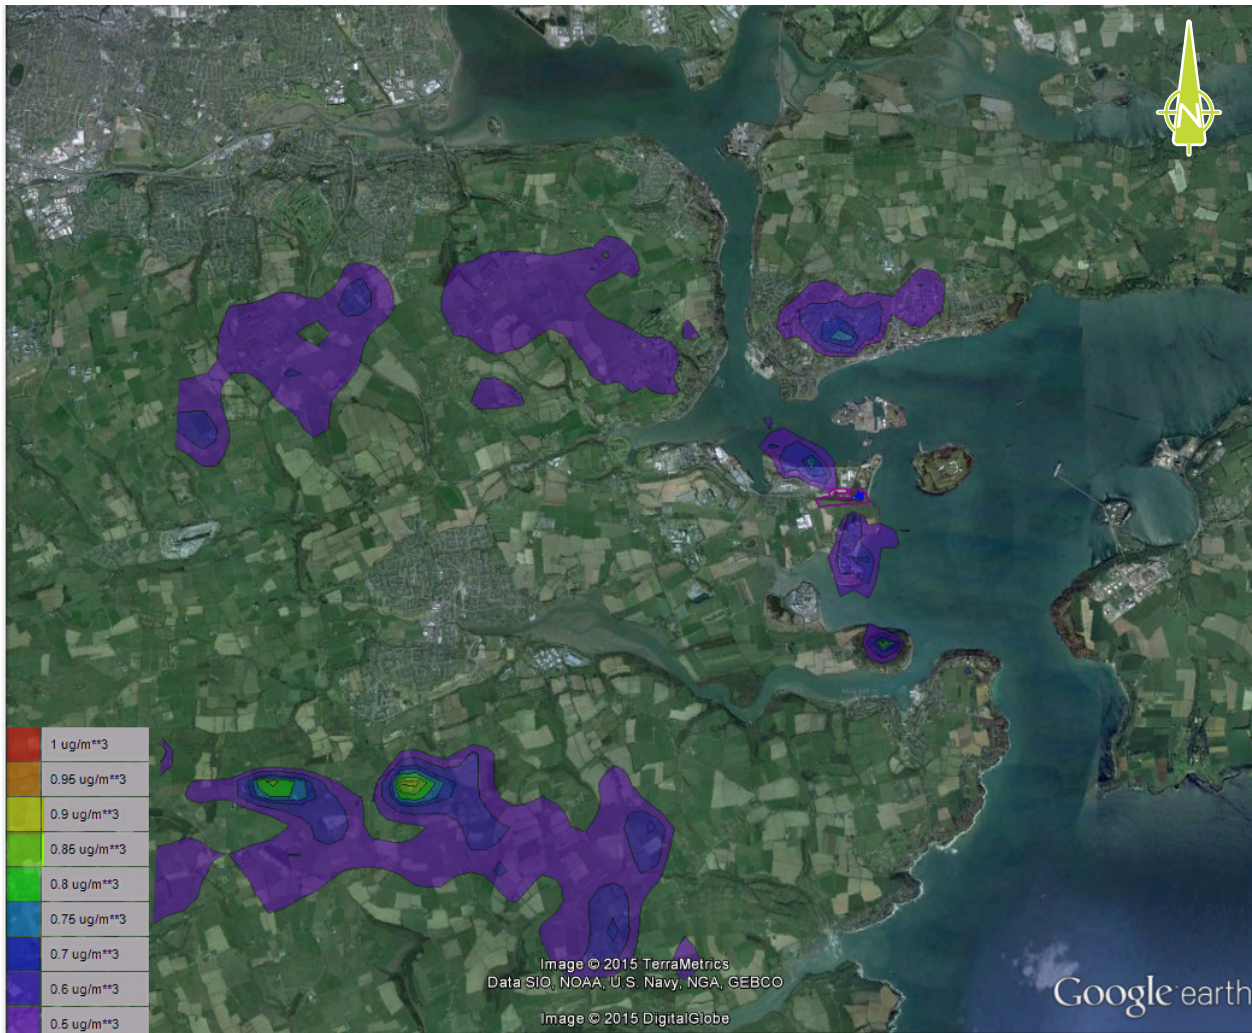 N
1 ug/m**3
0.95 ug/m**3
0.9 ug/m**3
0.85 ug/m**3
0.8 ug/m**3
0.75 ug/m**3
0.7 ug/m**3
0.6 ug/m**3
0.5 ug/m**3
Image © 2015 TerraMetrics
Data SIO, NOAA, U.S. Navy, NGA, GEBCO
Image © 2015 DigitalGlobe
Google earth